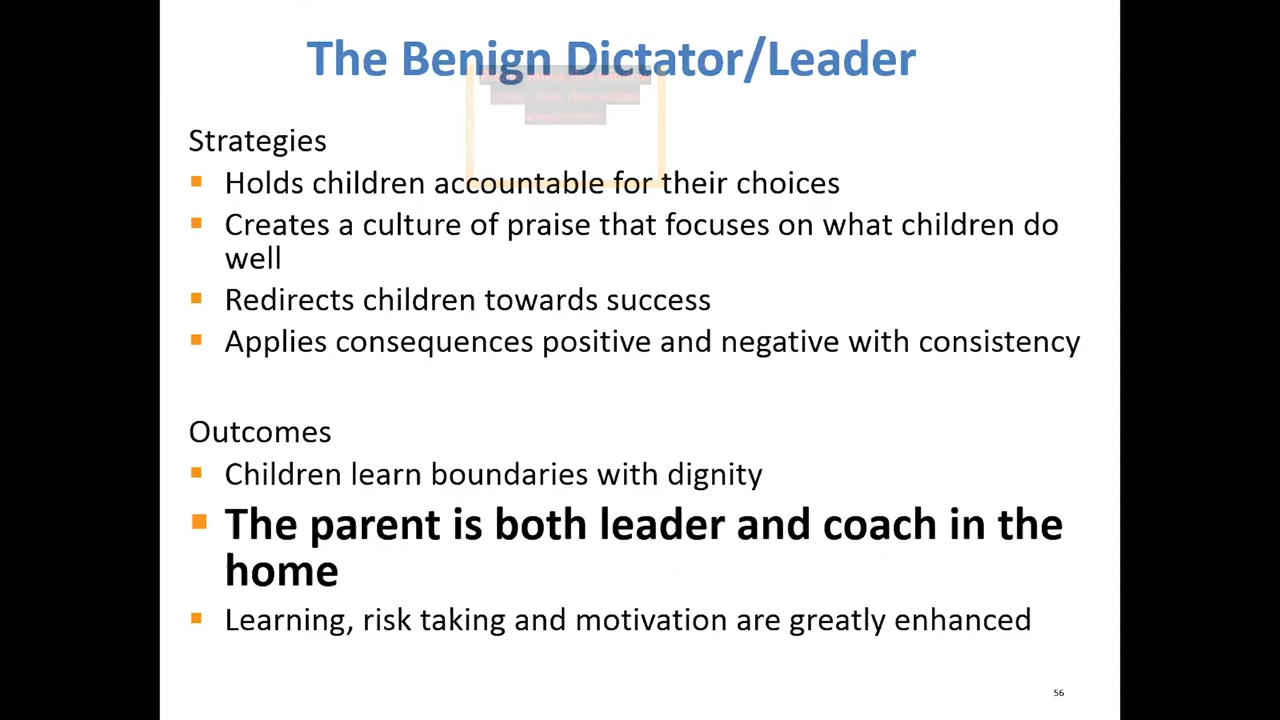 The Benign Dictator/Leader
Strategies
▪ Holds children accountable for their choices
▪ Creates a culture of praise that focuses on what children do
well
▪ Redirects children towards success
▪ Applies consequences positive and negative with consistency
Outcomes
▪ Children learn boundaries with dignity
▪ The parent is both leader and coach in the
home
▪ Learning, risk taking and motivation are greatly enhanced
56